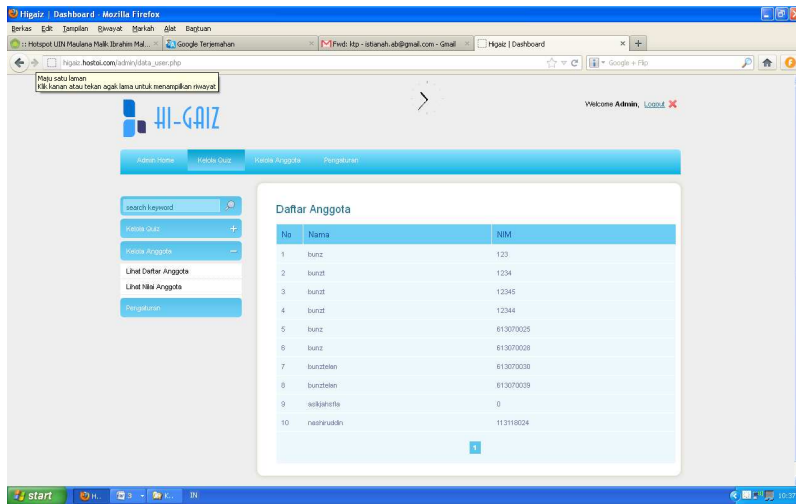 Higaiz | Dashboard - Mozilla Firefox
Berkas Edit Tampilan Riwayat Markah Alat Bantuan
:: Hotspot UIN Maulana Malik Ibrahim Mal... Google Terjemahan Fwd: ktp - istianah.ab@gmail.com - Gmail Higaiz | Dashboard
higaiz.hostoi.com/admin/data_user.php Google + Flip
Maju satu laman
Klik kanan atau tekan agak lama untuk menampilkan riwayat
HI-GAIZ
Welcome Admin, Logout
Admin Home Kelola Quiz Kelola Anggota Pengaturan
search keyword
Kelola Quiz
Kelola Anggota
Lihat Daftar Anggota
Lihat Nilai Anggota
Pengaturan
Daftar Anggota
No Nama NIM
1 bunz 123
2 bunzt 1234
3 bunzt 12345
4 bunzt 12344
5 bunz 613070025
6 bunz 613070028
7 bunztelen 613070030
8 bunztelen 613070039
9 0
10 nashiruddin 113118024
1
start H.. 3 K.. IN 10:37